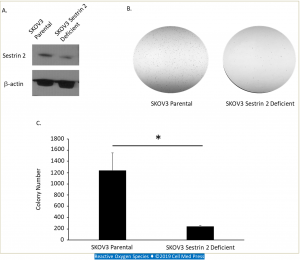 A.
SKOV3
Parental
SKOV3 Sestrin 2
Deficient
Sestrin 2
β-actin
B.
SKOV3 Parental
SKOV3 Sestrin 2 Deficient
C.
*
Colony Number
1800
1600
1400
1200
1000
800
600
400
200
0
SKOV3 Parental
SKOV3 Sestrin 2 Deficient
Reactive Oxygen Species ♦ ©2019 Cell Med Press